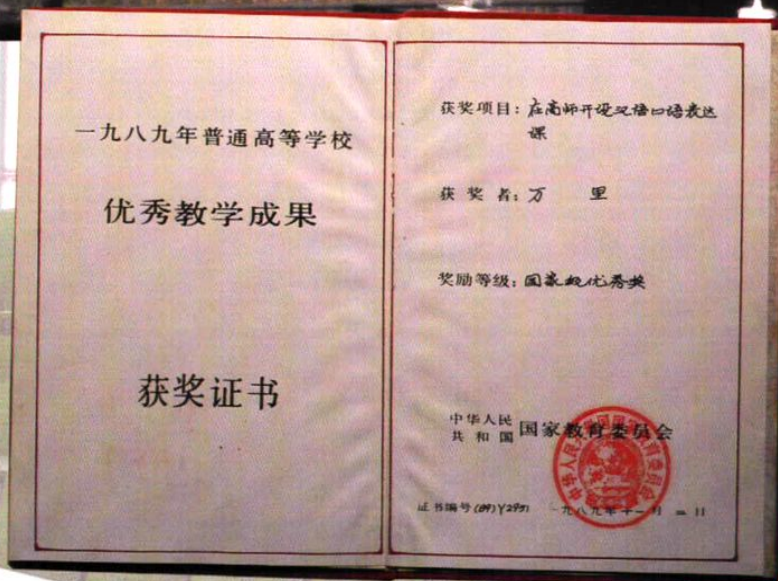 一九八九年普通高等学校
优秀教学成果
获奖证书
获奖项目：在高师开设汉语口语表达
课
获奖者：万里
奖励等级：国家级优秀奖
中华人民
共和国 国家教育委员会
证书编号 一九八九年十一月 日